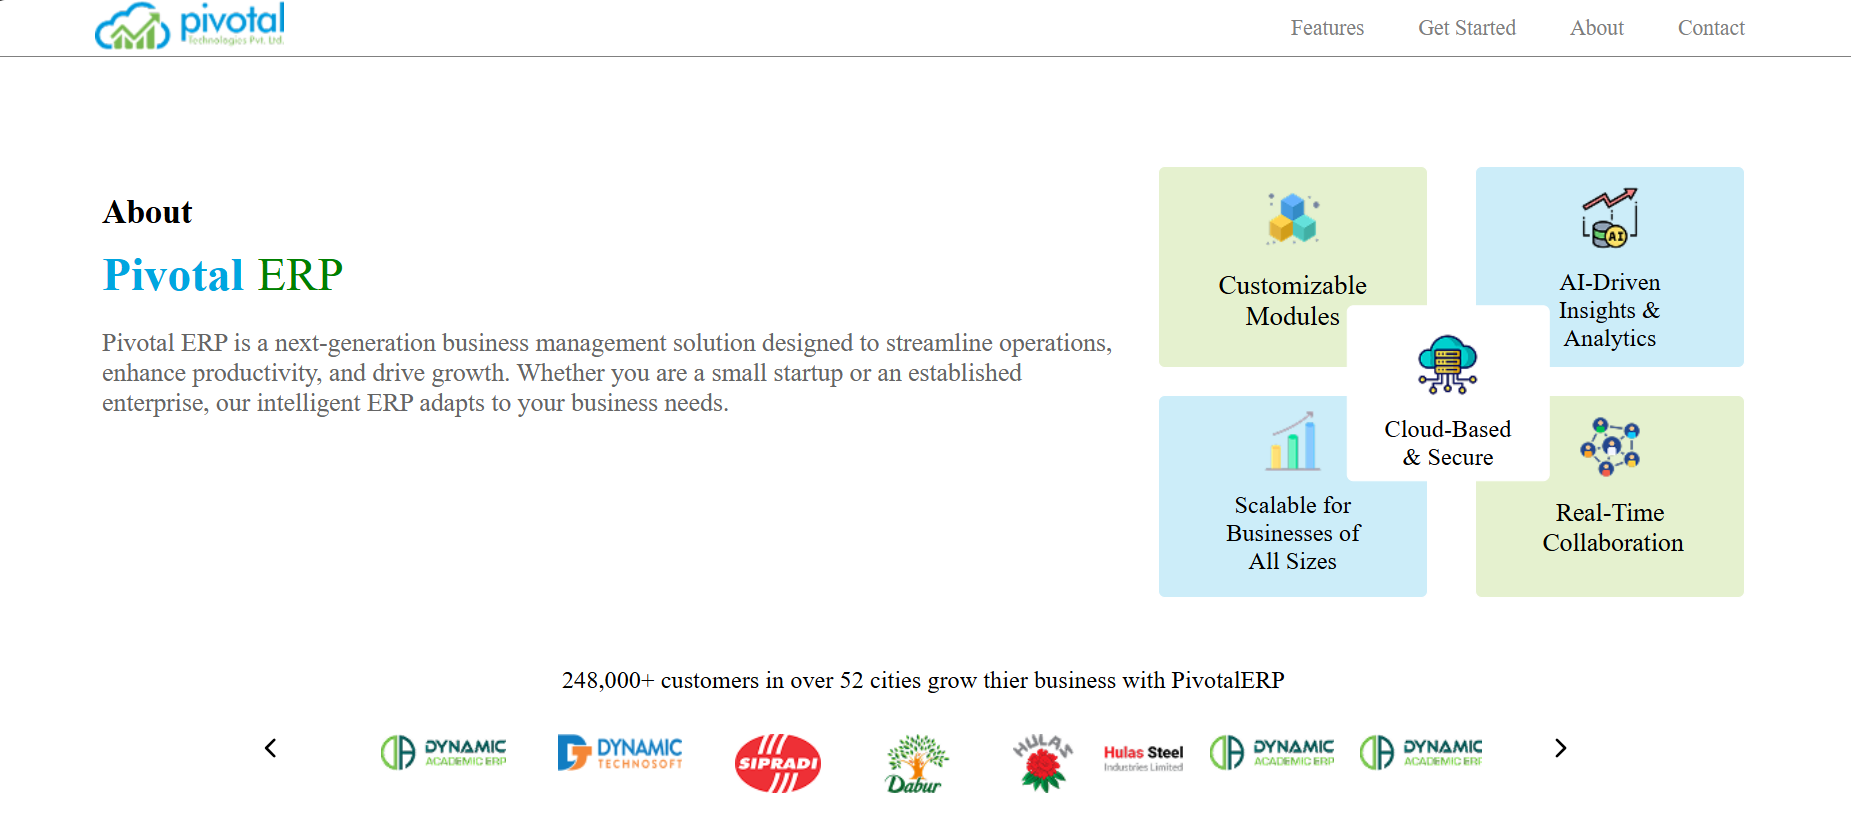 pivotal
Technologies Pvt. Ltd.
Features
Get Started
About
Contact
About
Pivotal ERP
Pivotal ERP is a next-generation business management solution designed to streamline operations,
enhance productivity, and drive growth. Whether you are a small startup or an established
enterprise, our intelligent ERP adapts to your business needs.
Customizable
Modules
AI
AI-Driven
Insights &
Analytics
Cloud-Based
& Secure
Scalable for
Businesses of
All Sizes
Real-Time
Collaboration
248,000+ customers in over 52 cities grow thier business with PivotalERP
DYNAMIC
ACADEMIC ERP
DYNAMIC
TECHNOSOFT
SIPRADI
Dabur
HULAS
Hulas Steel
Industries Limited
DYNAMIC
ACADEMIC ERP
DYNAMIC
ACADEMIC ERP